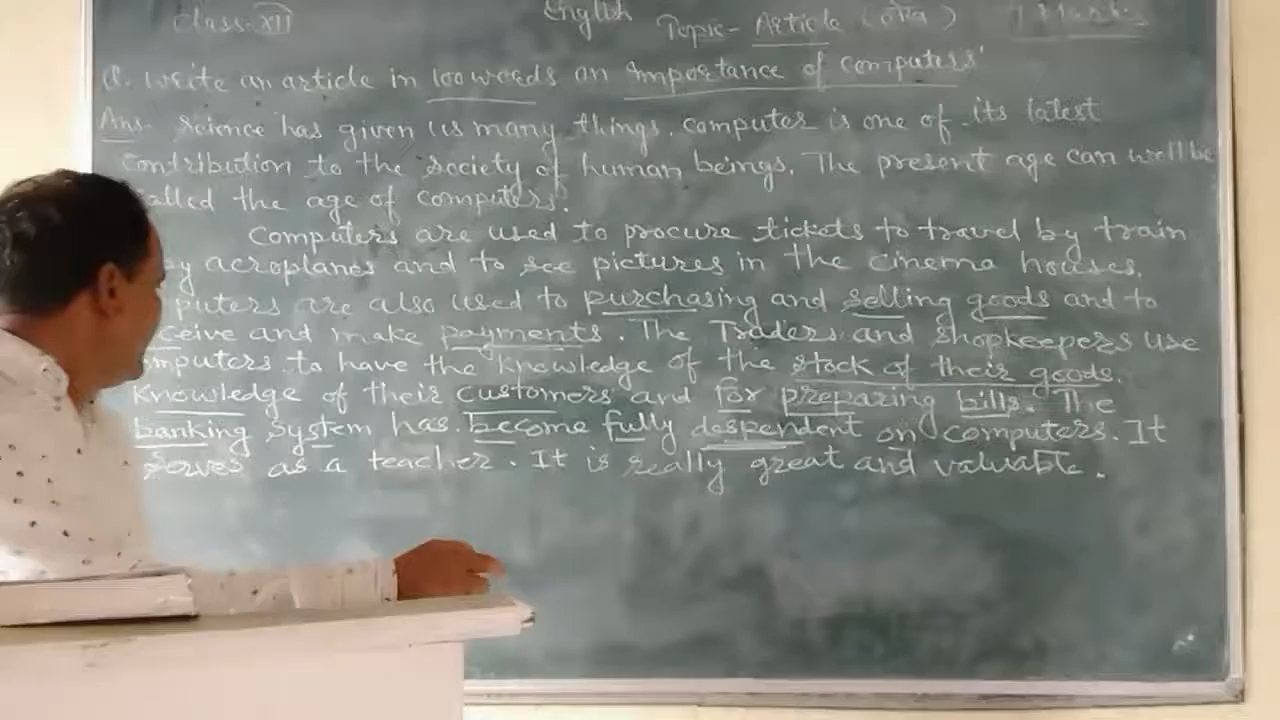 Class-XII English Topic- Article (लेख)
Q. Write an article in 100 words on importance of computers'
Ans- Science has given us many things. computer is one of its latest
contribution to the society of human beings. The present age can well be
alled the age of computers.
Computers are used to procure tickets to travel by train
y aeroplanes and to see pictures in the cinema houses.
puters are also used to purchasing and selling goods and to
ceive and make payments. The Traders and shopkeepers use
mputers to have the knowledge of the stock of their goods.
knowledge of their customers and for preparing bills. The
banking system has become fully despendent on computers. It
serves as a teacher. It is really great and valuable.